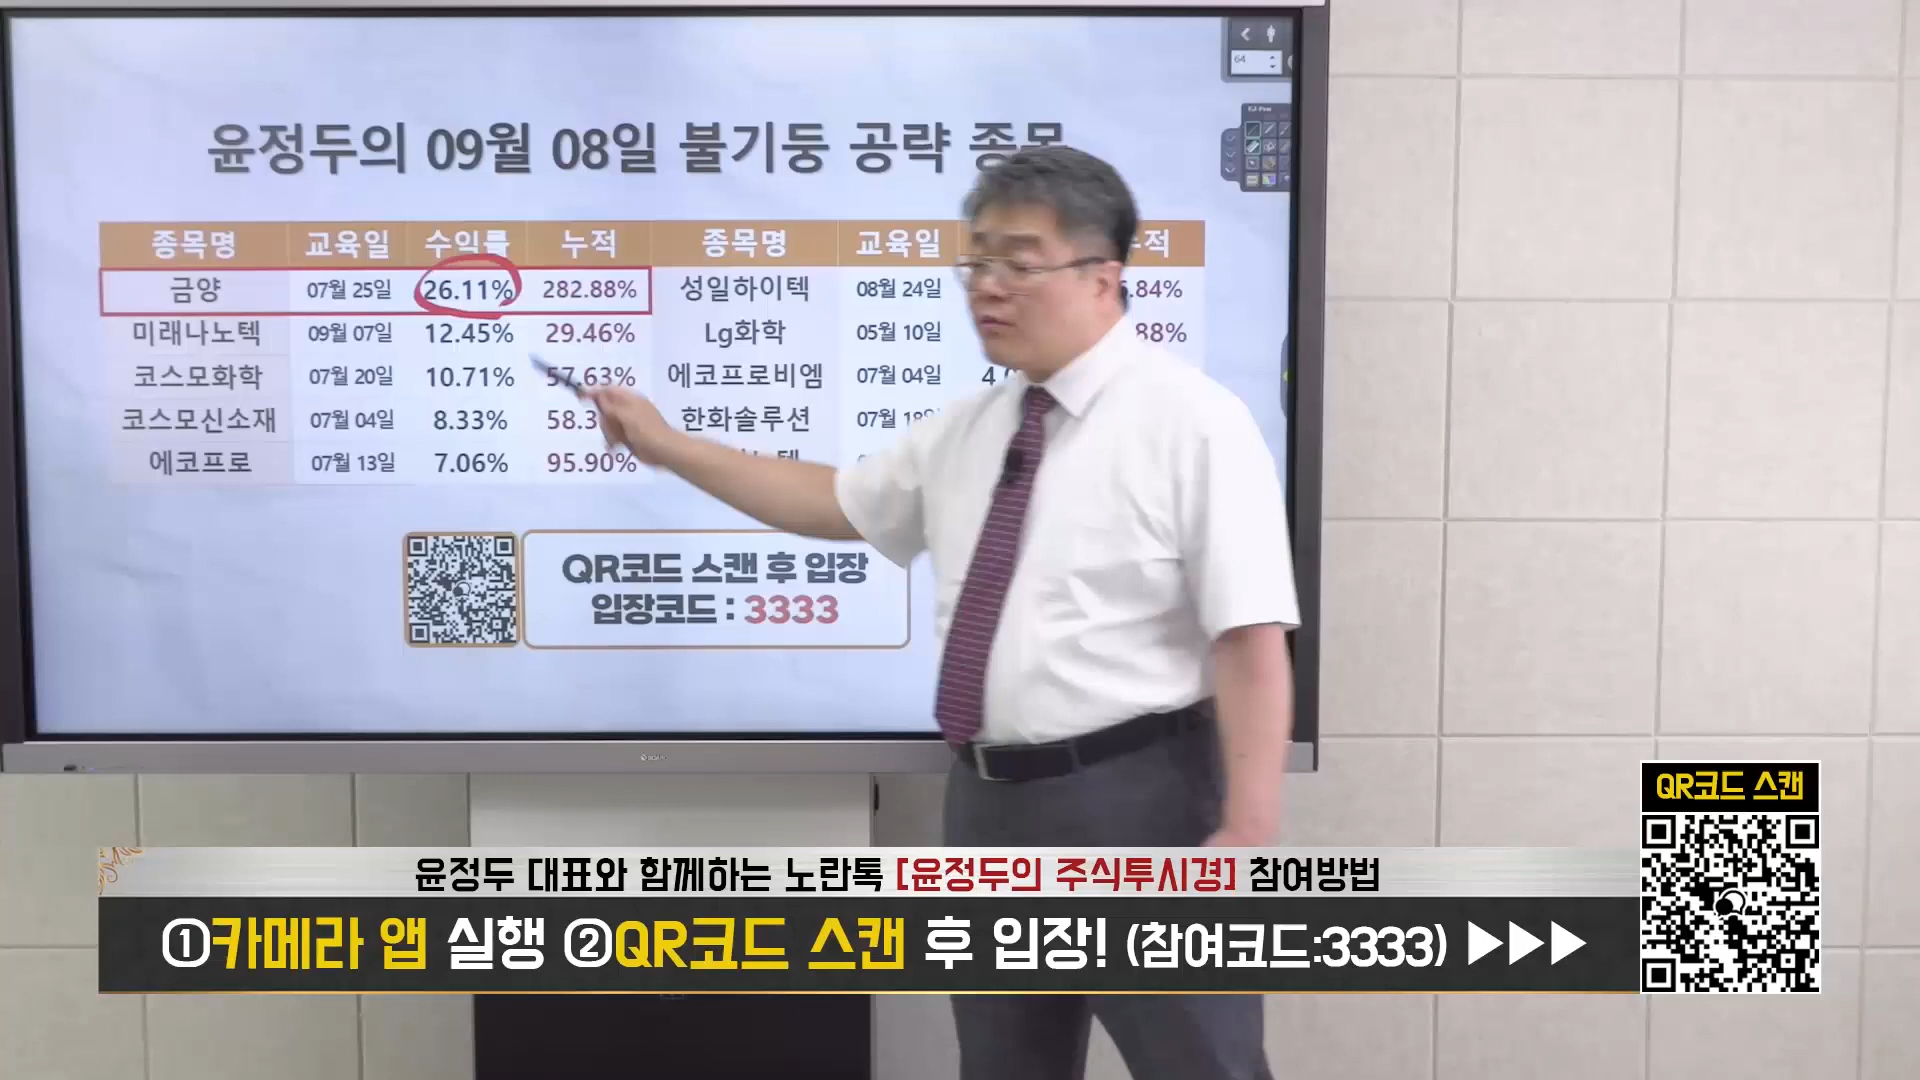 윤정두의 09월 08일 불기둥 공략 종목
종목명 교육일 수익률 누적 종목명 교육일
금양 07월 25일 26.11% 282.88% 성일하이텍 08월 24일
미래나노텍 09월 07일 12.45% 29.46% Lg화학 05월 10일
코스모화학 07월 20일 10.71% 57.63% 에코프로비엠 07월 04일
코스모신소재 07월 04일 8.33% 한화솔루션
에코프로 07월 13일 7.06% 95.90%
QR코드 스캔 후 입장
입장코드 : 3333
64
QR코드 스캔
윤정두 대표와 함께하는 노란톡 [윤정두의 주식투시경] 참여방법
①카메라 앱 실행 ②QR코드 스캔 후 입장! (참여코드:3333) ▶▶▶